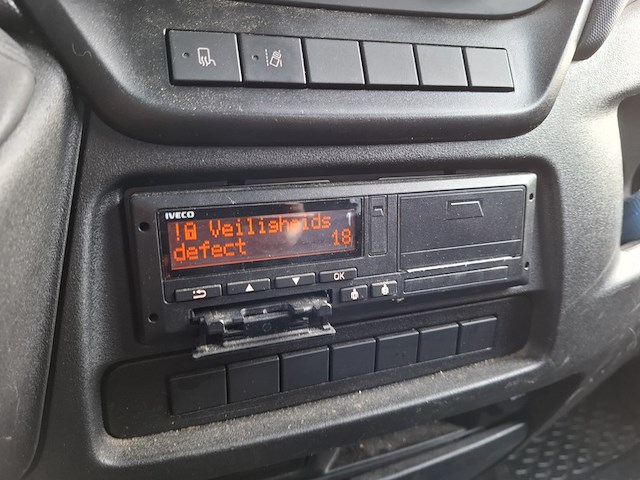 IVECO
! Veiligheids
defect 18
OK